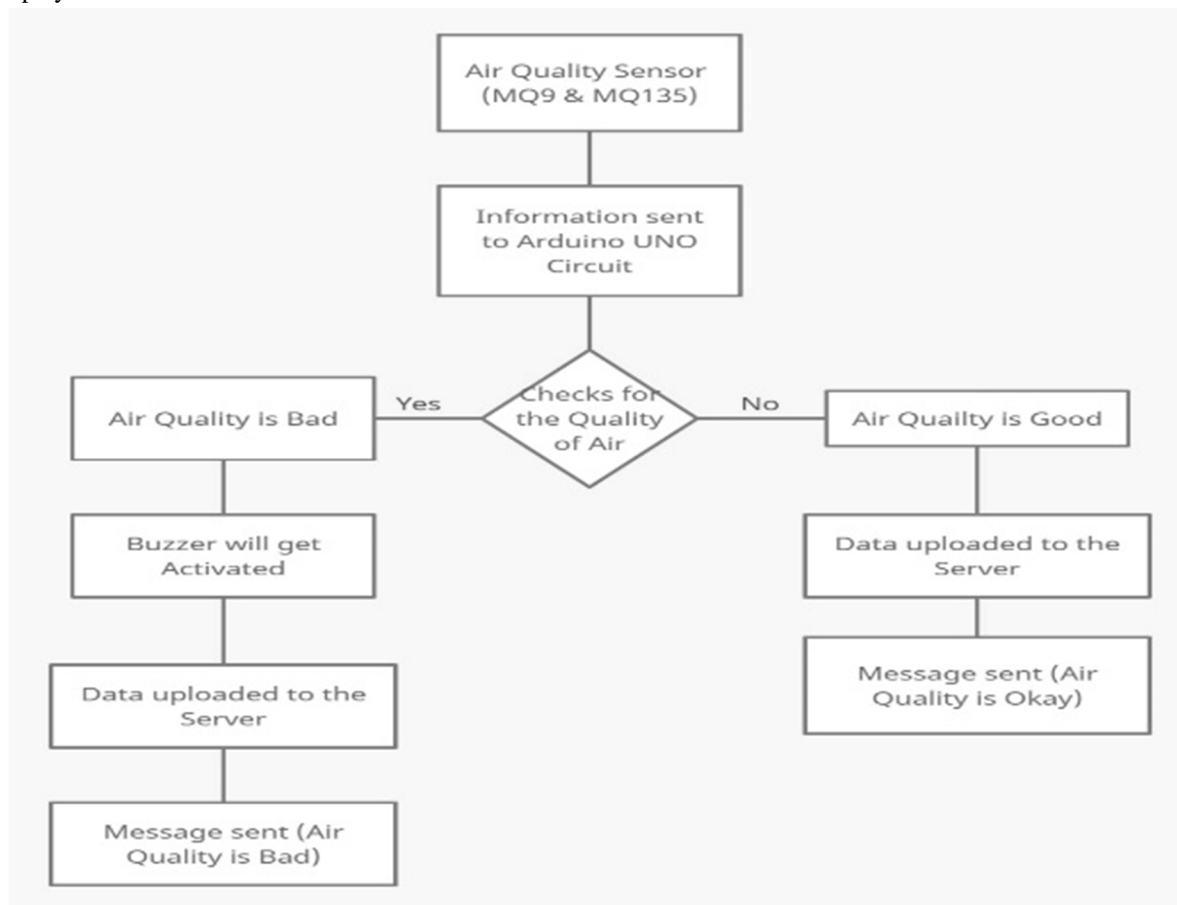 Air Quality Sensor
(MQ9 & MQ135)
Information sent
to Arduino UNO
Circuit
Checks for
the Quality
of Air
Yes
No
Air Quality is Bad
Air Quailty is Good
Buzzer will get
Activated
Data uploaded to the
Server
Data uploaded to the
Server
Message sent (Air
Quality is Okay)
Message sent (Air
Quality is Bad)